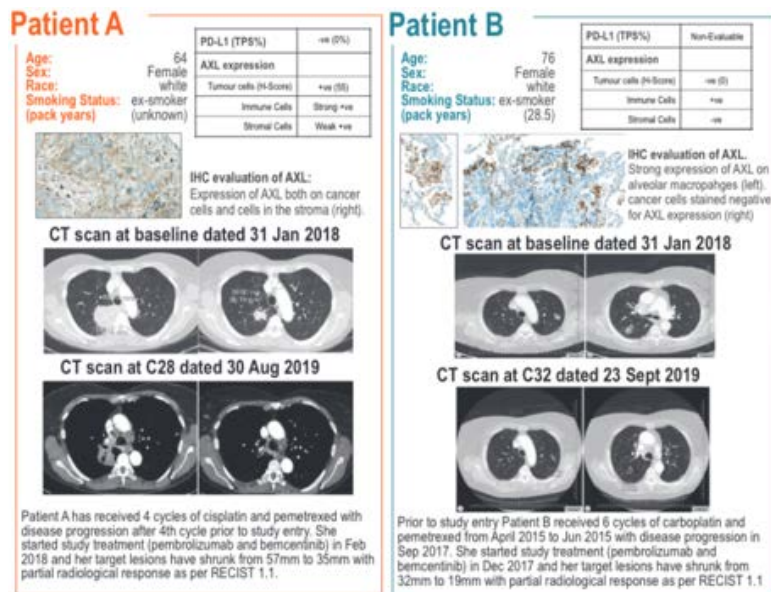 Patient A
Age: 64
Sex: Female
Race: white
Smoking Status: ex-smoker
(pack years) (unknown)
PD-L1 (TPS%) -ve (0%)
AXL expression
Tumour cells (H-Score) +ve (55)
Immune Cells Strong +ve
Stromal Cells Weak +ve
IHC evaluation of AXL:
Expression of AXL both on cancer
cells and cells in the stroma (right).
CT scan at baseline dated 31 Jan 2018
CT scan at C28 dated 30 Aug 2019
Patient A has received 4 cycles of cisplatin and pemetrexed with
disease progression after 4th cycle prior to study entry. She
started study treatment (pembrolizumab and bemcentinib) in Feb
2018 and her target lesions have shrunk from 57mm to 35mm with
partial radiological response as per RECIST 1.1.
Patient B
Age: 76
Sex: Female
Race: white
Smoking Status: ex-smoker
(pack years) (28.5)
PD-L1 (TPS%) Non-Evaluable
AXL expression
Tumour cells (H-Score) -ve (0)
Immune Cells +ve
Stromal Cells -ve
IHC evaluation of AXL.
Strong expression of AXL on
alveolar macropahges (left).
cancer cells stained negative
for AXL expression (right)
CT scan at baseline dated 31 Jan 2018
CT scan at C32 dated 23 Sept 2019
Prior to study entry Patient B received 6 cycles of carboplatin and
pemetrexed from April 2015 to Jun 2015 with disease progression in
Sep 2017. She started study treatment (pembrolizumab and
bemcentinib) in Dec 2017 and her target lesions have shrunk from
32mm to 19mm with partial radiological response as per RECIST 1.1